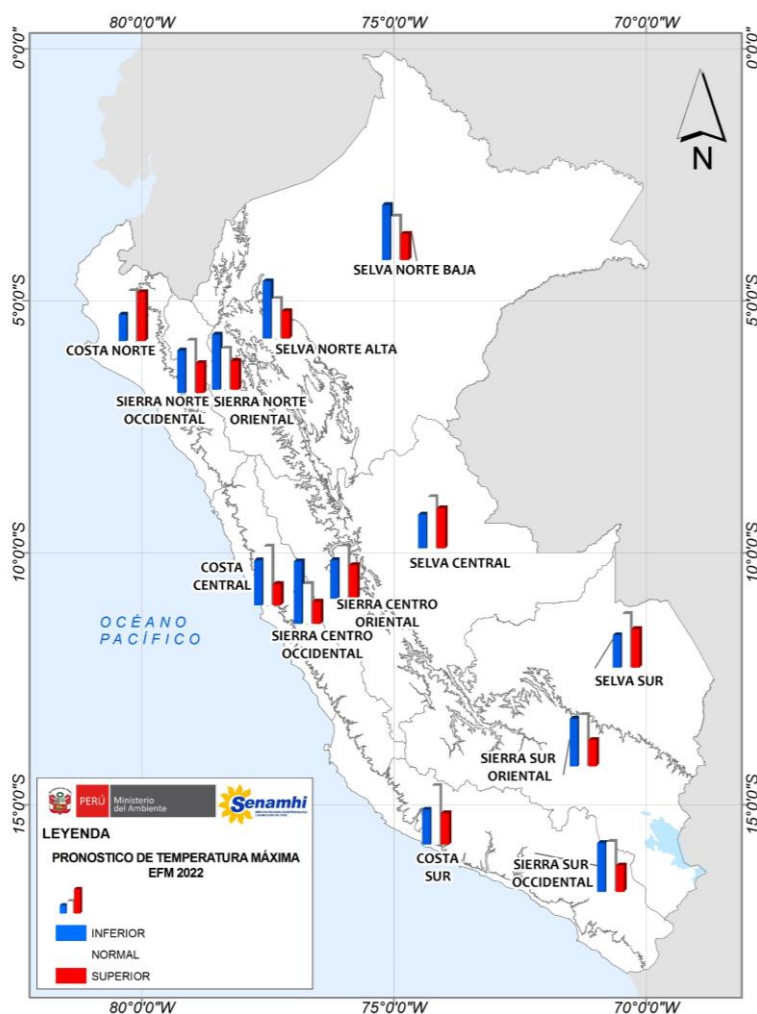 80°0'0"W
75°0'0"W
70°0'0"W
0°0'0"
5°0'0"S
10°0'0"S
15°0'0"S
0°0'0"
5°0'0"S
10°0'0"S
15°0'0"S
N
SELVA NORTE BAJA
COSTA NORTE
SELVA NORTE ALTA
SIERRA NORTE
OCCIDENTAL
SIERRA NORTE
ORIENTAL
SELVA CENTRAL
COSTA
CENTRAL
SIERRA CENTRO
ORIENTAL
SIERRA CENTRO
OCCIDENTAL
OCÉANO
PACÍFICO
SELVA SUR
SIERRA SUR
ORIENTAL
COSTA
SUR
SIERRA SUR
OCCIDENTAL
PERÚ
Ministerio
del Ambiente
Senamhi
LEYENDA
PRONOSTICO DE TEMPERATURA MÁXIMA
EFM 2022
INFERIOR
NORMAL
SUPERIOR
80°0'0"W
75°0'0"W
70°0'0"W